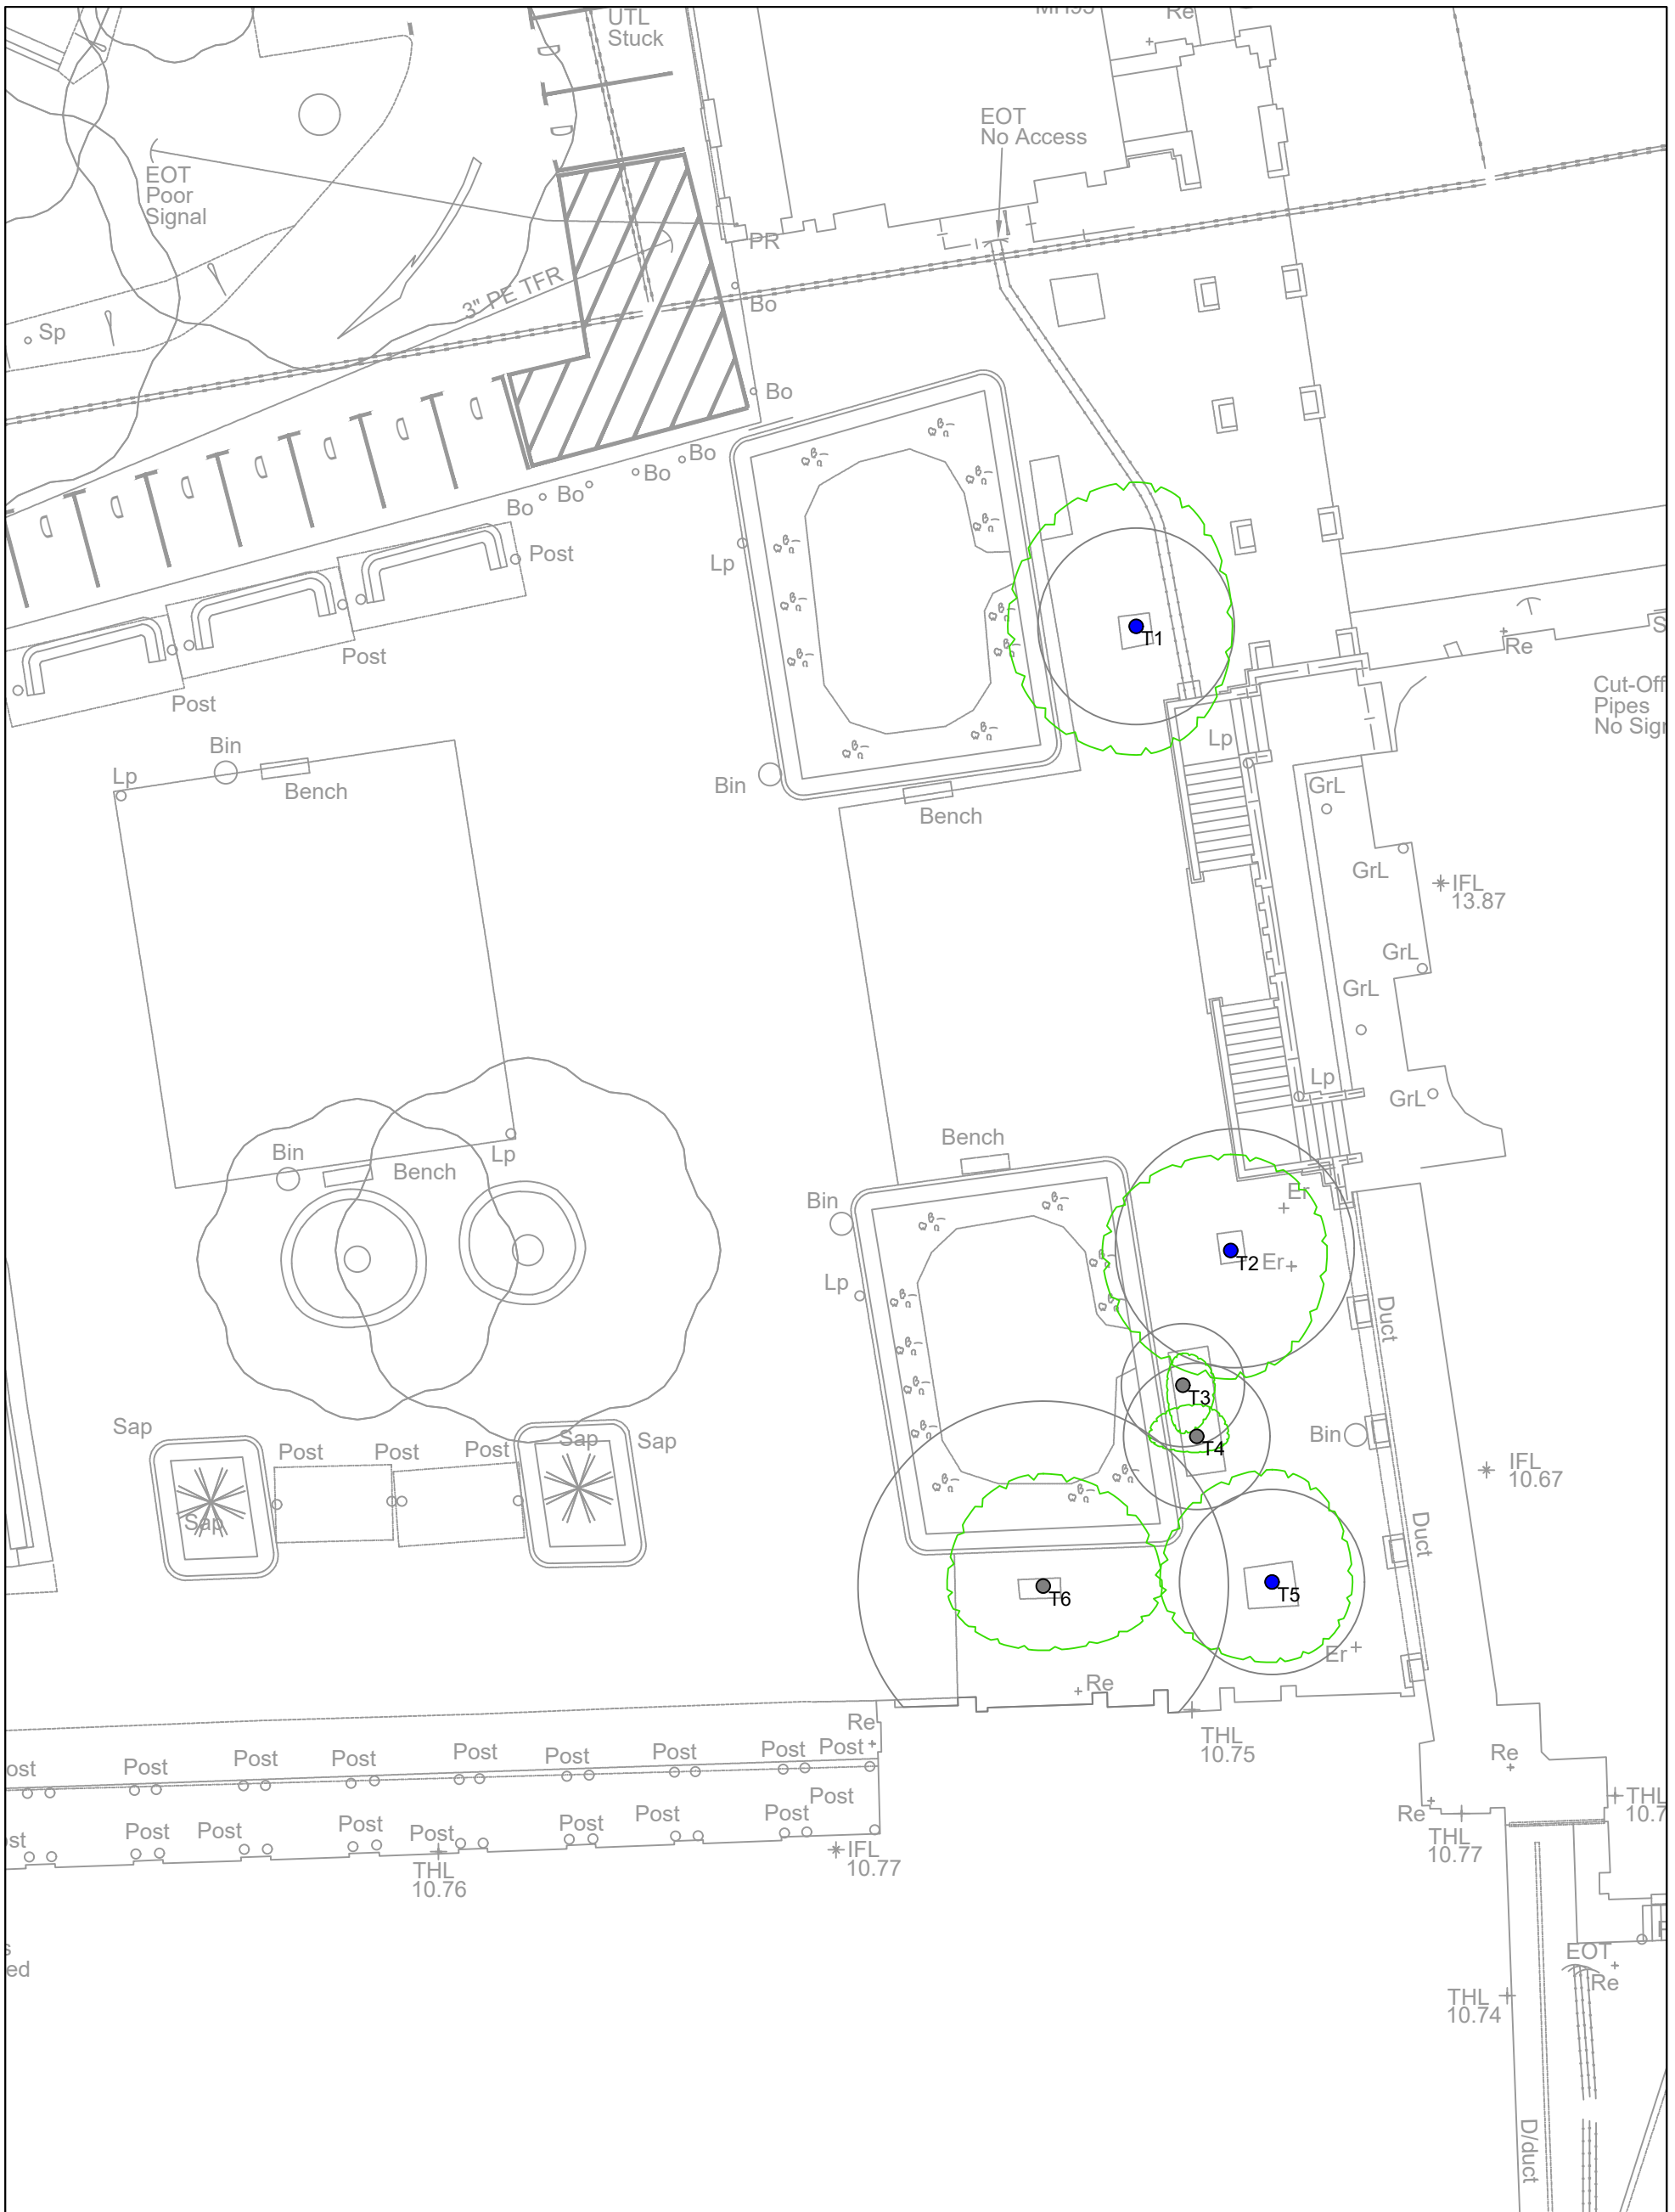 UTL
Stuck
Re
EOT
No Access
EOT
Poor
Signal
PR
3" PE TFR
Bo
Sp
Bo
Bo
Bo
Bo
Bo
Lp
Post
T1
Post
Re
Post
Cut-Off
Pipes
Lp
Bin
Lp
Bench
Bin
Bench
GrL
GrL
IFL
13.87
GrL
GrL
Lp
GrL
Bench
Bin
Lp
Bench
Bin
Er
T2
Er
Lp
Duct
T3
Sap
Post
Post
Post
Sap
Sap
T4
Bin
IFL
10.67
Sap
Duct
T6
T5
Er
Re
Re
THL
10.75
Post
Post
Post
Post
Post
Post
Post
Post
Re
Post
THL
Post
Post
Post
Post
Post
Post
Post
Re
THL
10.77
IFL
10.77
THL
10.76
EOT
Re
THL
10.74
D/duct